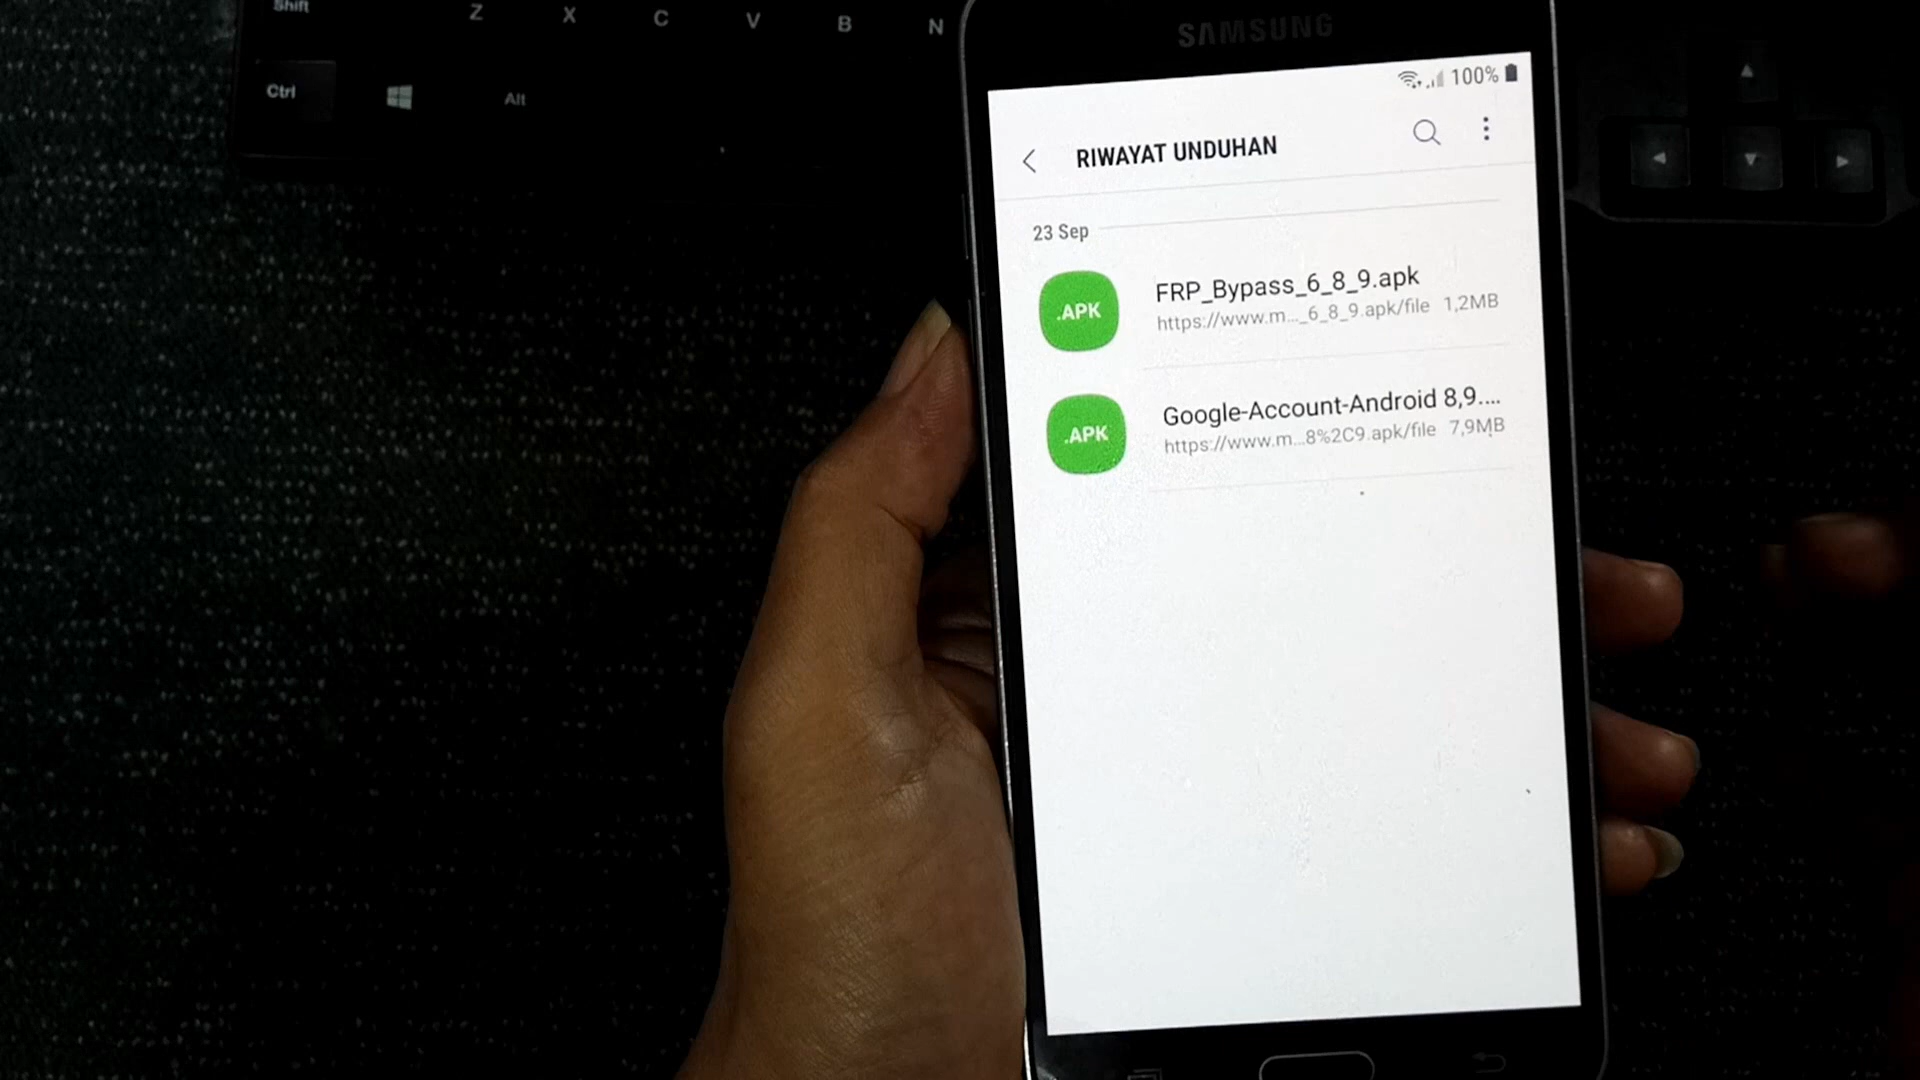 Shift Z X C V B N
Ctrl Alt
SAMSUNG
100%
RIWAYAT UNDUHAN
23 Sep
.APK
FRP_Bypass_6_8_9.apk
https://www.m..._6_8_9.apk/file 1,2MB
.APK
Google-Account-Android 8,9....
https://www.m...8%2C9.apk/file 7,9MB